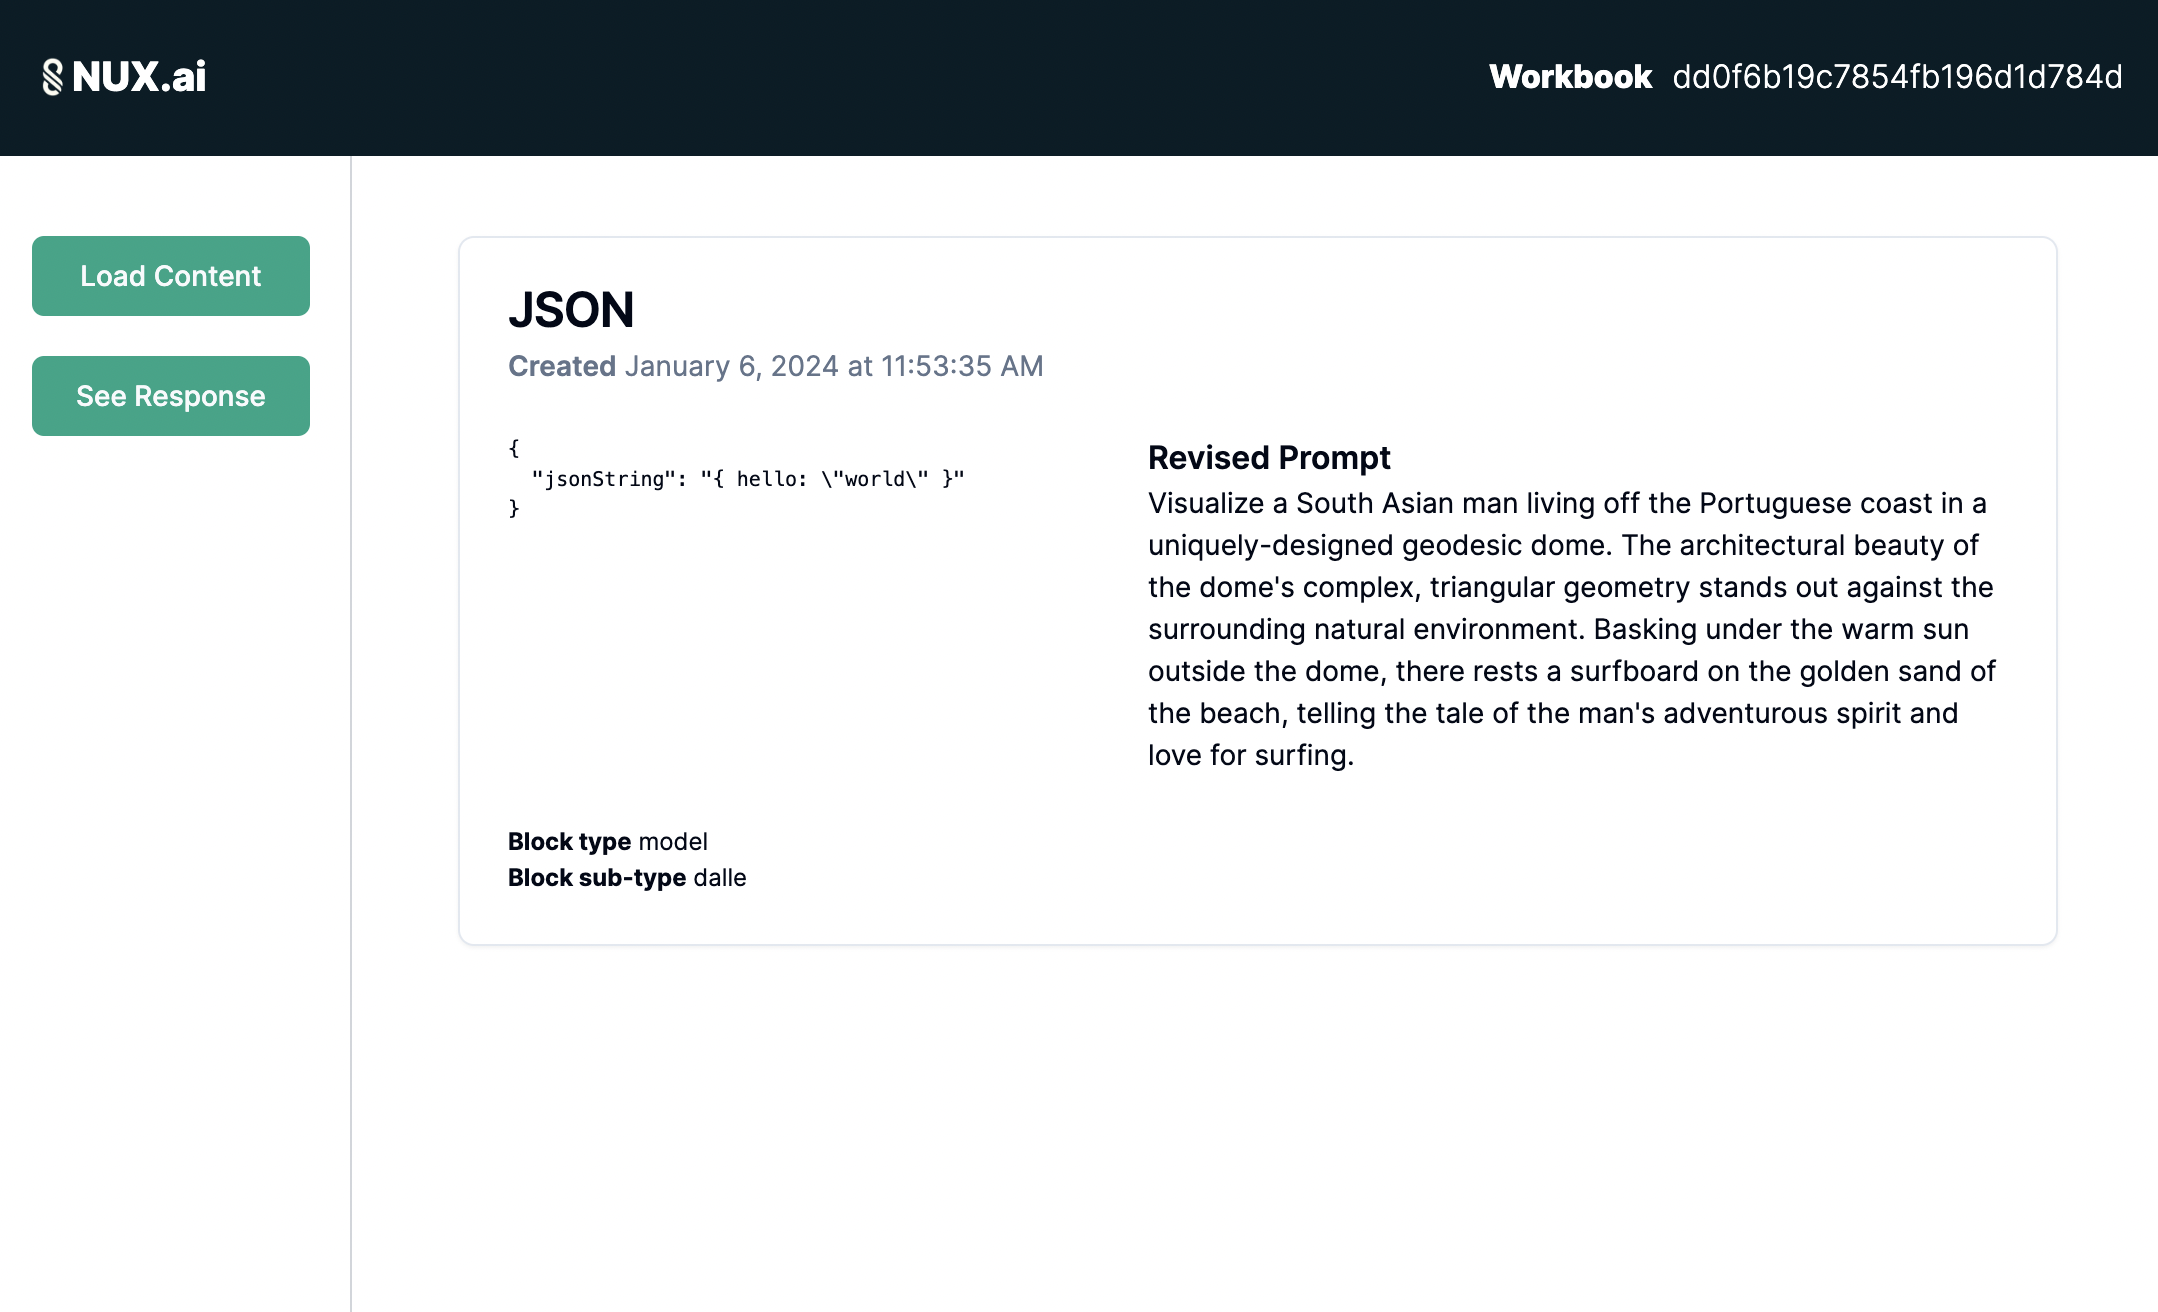 NUX.ai
Workbook dd0f6b19c7854fb196d1d784d
Load Content
See Response
JSON
Created January 6, 2024 at 11:53:35 AM
{
  "jsonString": "{ hello: \"world\" }"
}
Revised Prompt
Visualize a South Asian man living off the Portuguese coast in a
uniquely-designed geodesic dome. The architectural beauty of
the dome's complex, triangular geometry stands out against the
surrounding natural environment. Basking under the warm sun
outside the dome, there rests a surfboard on the golden sand of
the beach, telling the tale of the man's adventurous spirit and
love for surfing.
Block type model
Block sub-type dalle